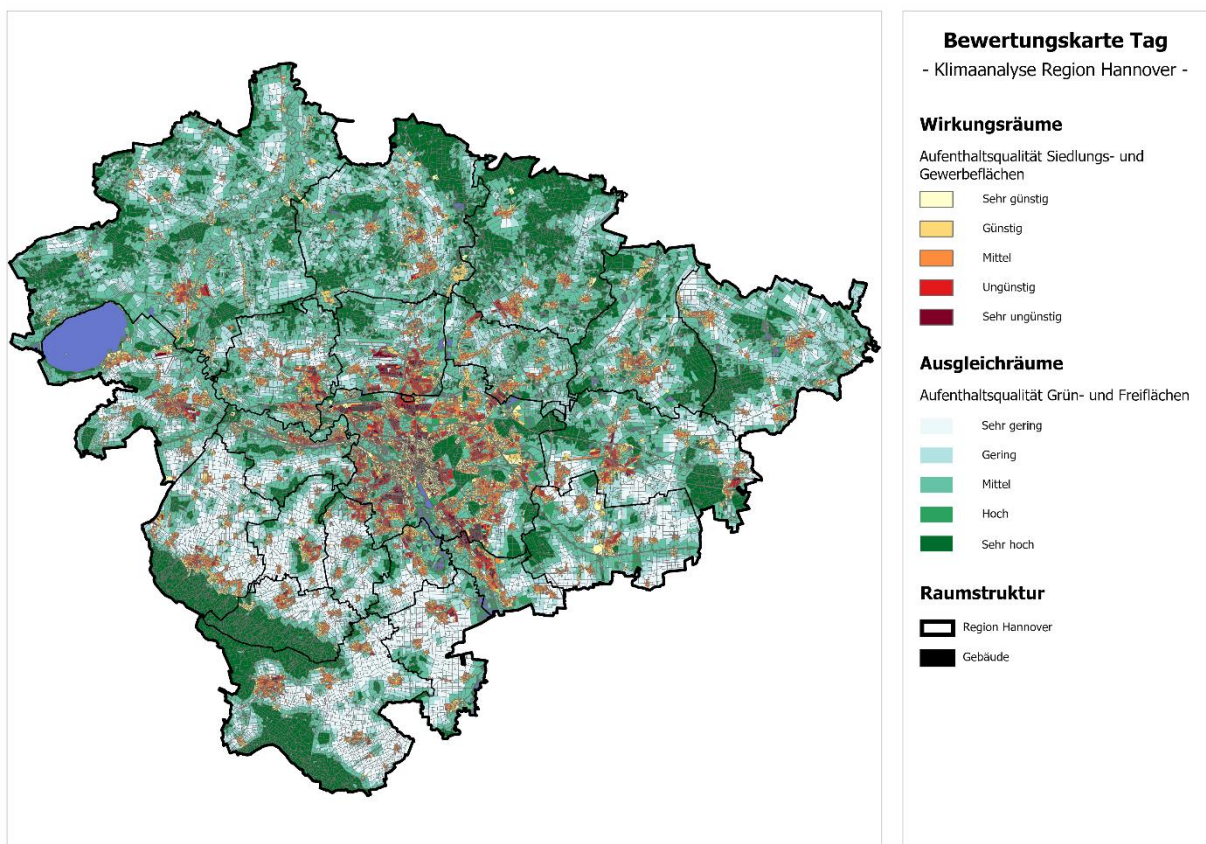 Bewertungskarte Tag
- Klimaanalyse Region Hannover -
Wirkungsräume
Aufenthaltsqualität Siedlungs- und
Gewerbeflächen
Sehr günstig
Günstig
Mittel
Ungünstig
Sehr ungünstig
Ausgleichräume
Aufenthaltsqualität Grün- und Freiflächen
Sehr gering
Gering
Mittel
Hoch
Sehr hoch
Raumstruktur
Region Hannover
Gebäude